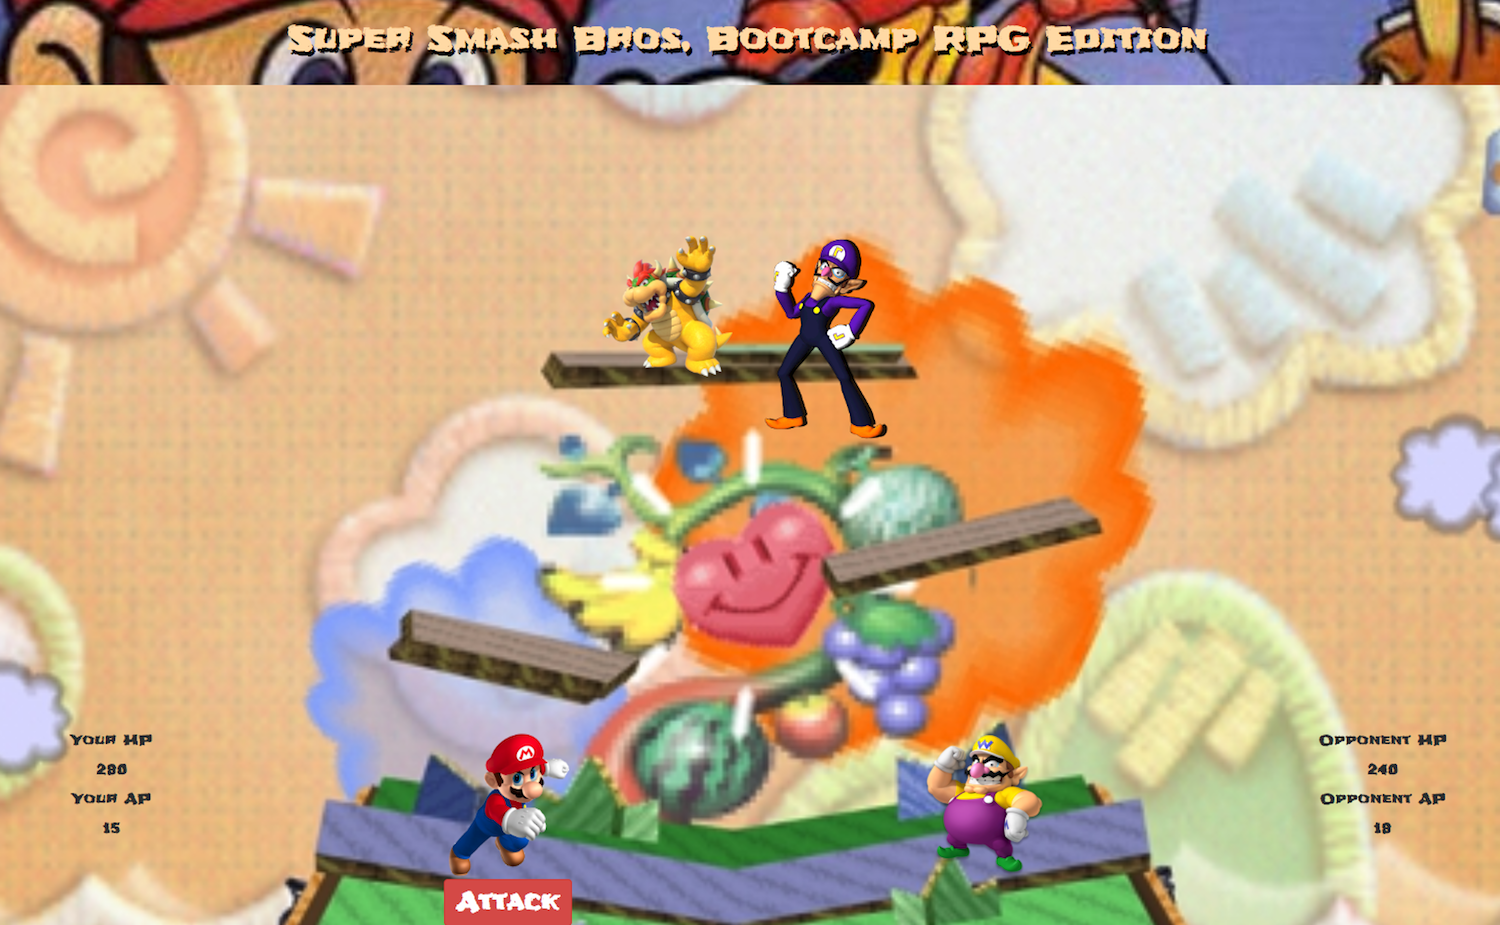 Super Smash Bros. Bootcamp RPG Edition
Your HP
280
Your AP
15
Opponent HP
240
Opponent AP
18
Attack